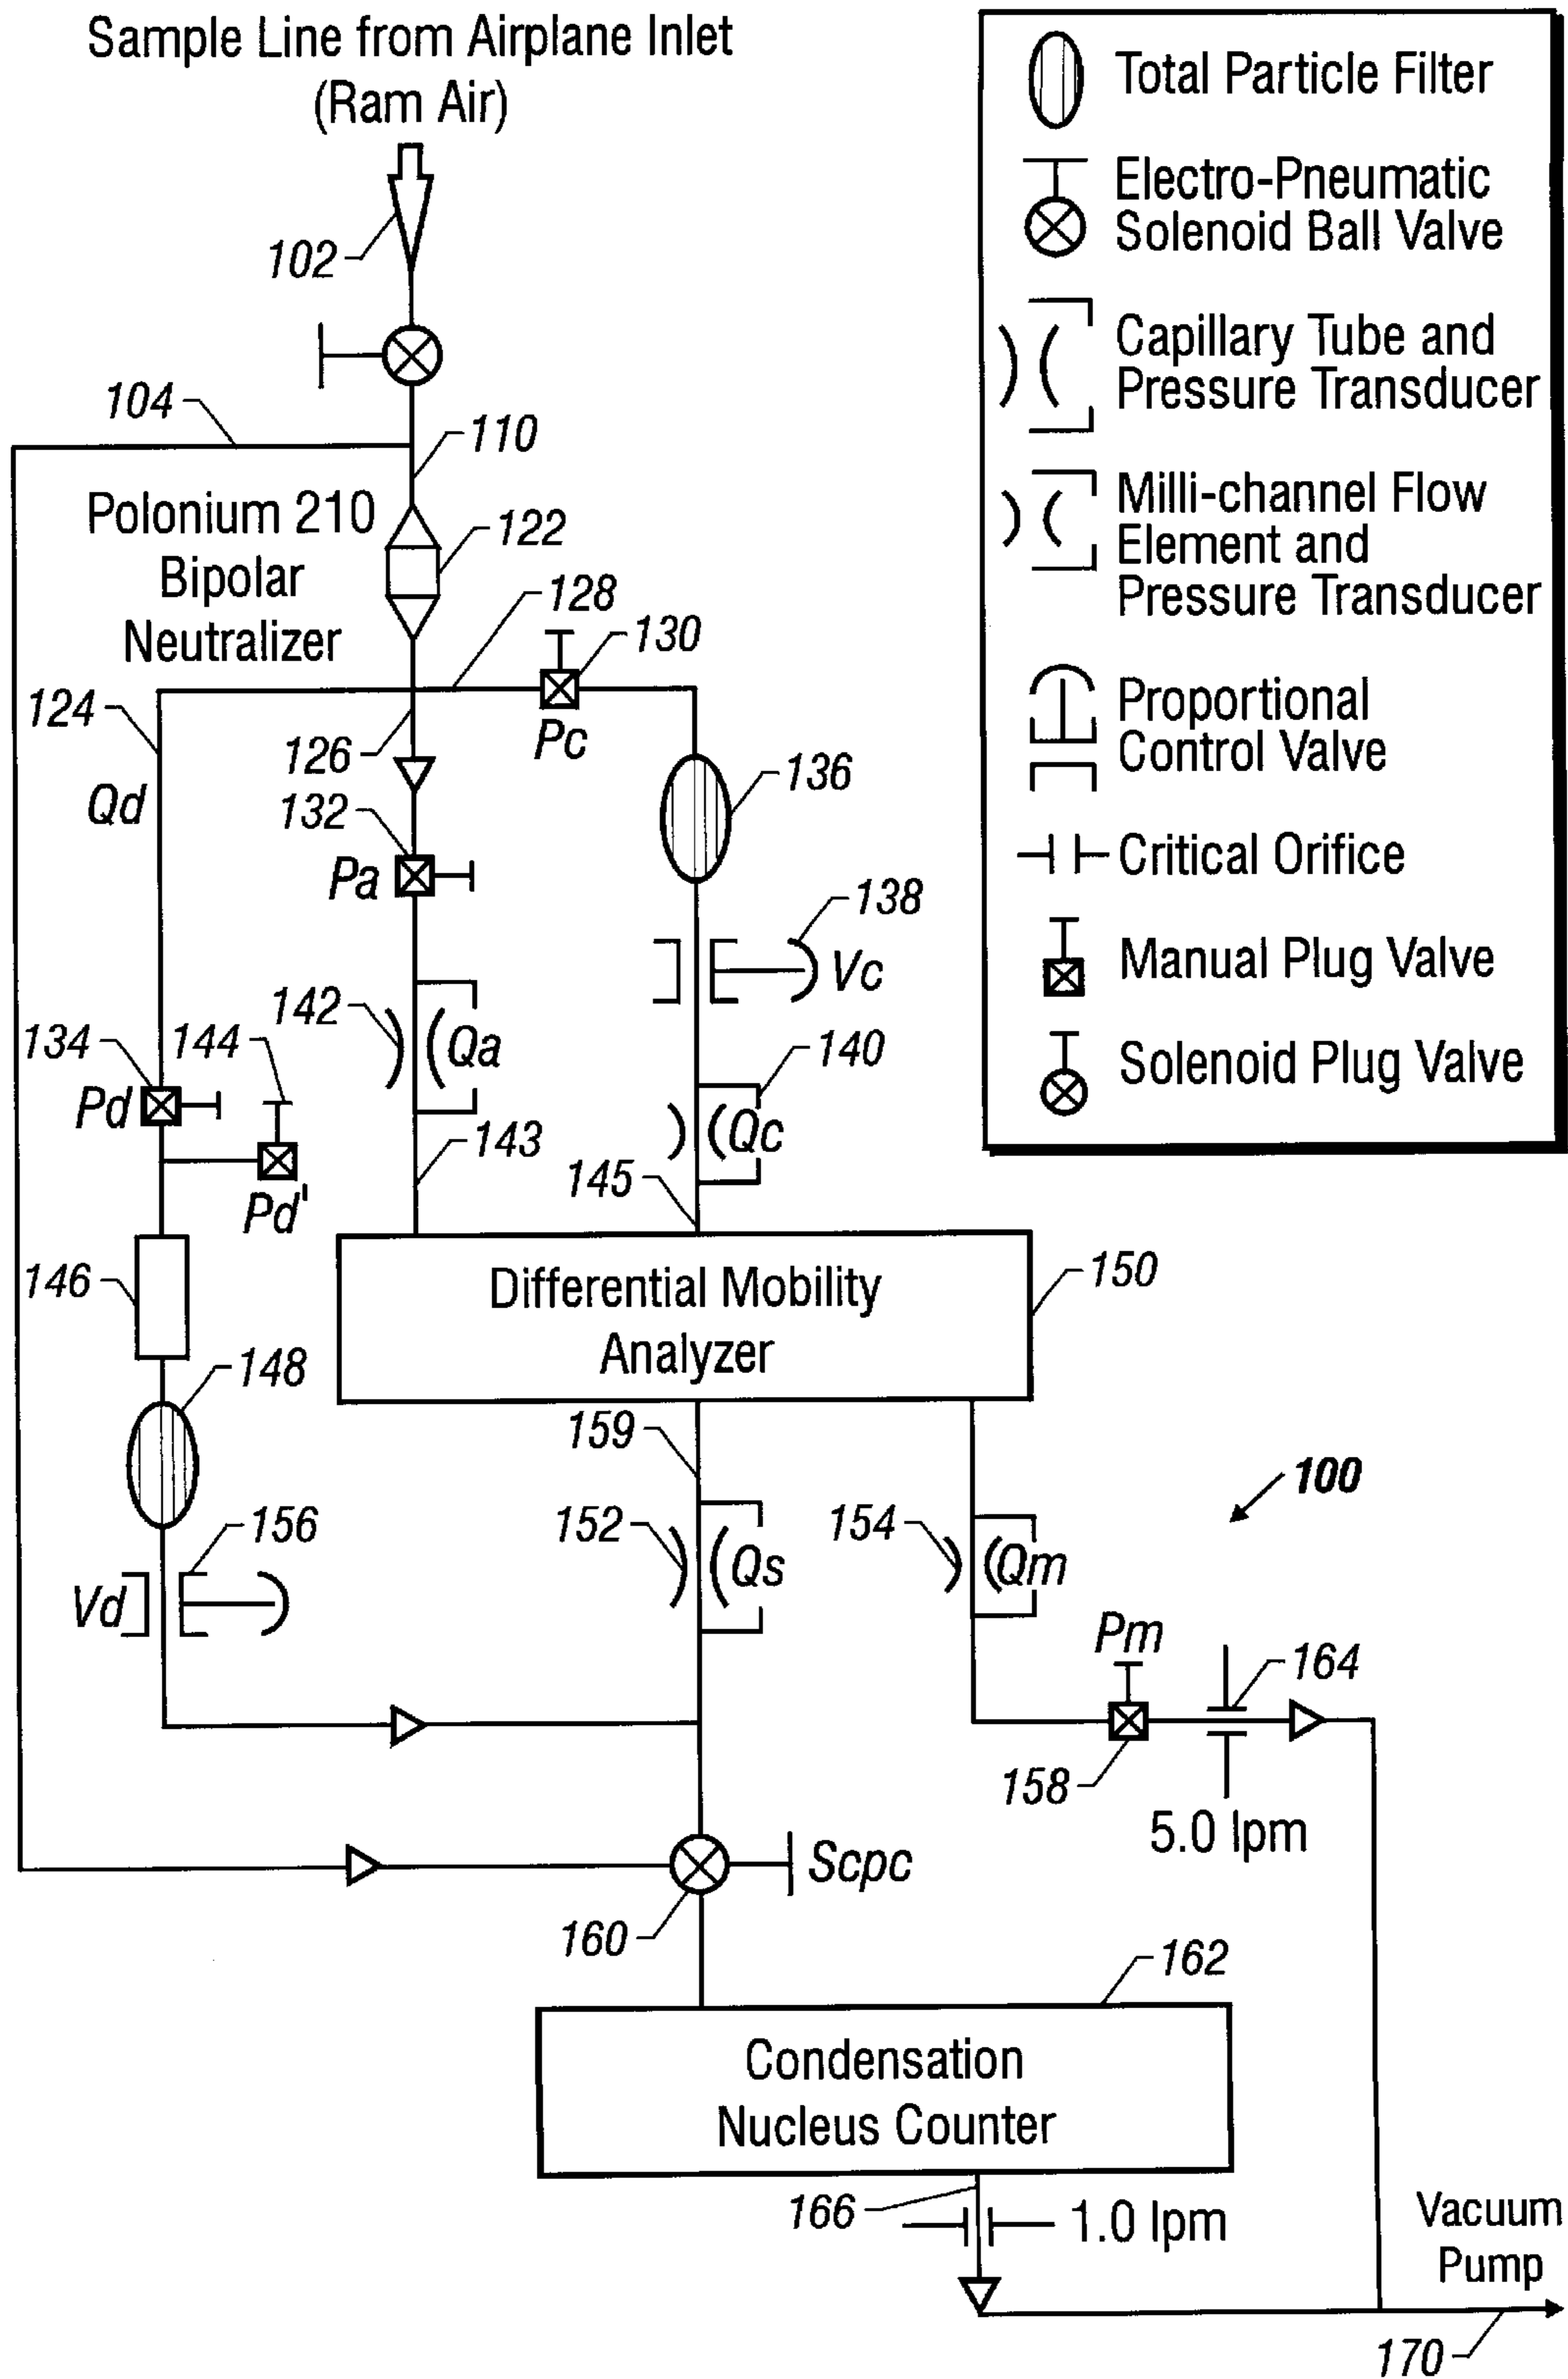 Sample Line from Airplane Inlet
(Ram Air)
102
104
110
Polonium 210
Bipolar
Neutralizer
122
128
130
124
126
Pc
Qd
132
136
Pa
138
Vc
142
Qa
134
144
140
Pd
Qc
143
Pd'
145
146
Differential Mobility
Analyzer
150
148
159
100
152
154
156
Qs
Qm
Vd
Pm
164
158
5.0 lpm
Scpc
160
162
Condensation
Nucleus Counter
166
1.0 lpm
Vacuum
Pump
170
Total Particle Filter
Electro-Pneumatic
Solenoid Ball Valve
Capillary Tube and
Pressure Transducer
Milli-channel Flow
Element and
Pressure Transducer
Proportional
Control Valve
Critical Orifice
Manual Plug Valve
Solenoid Plug Valve